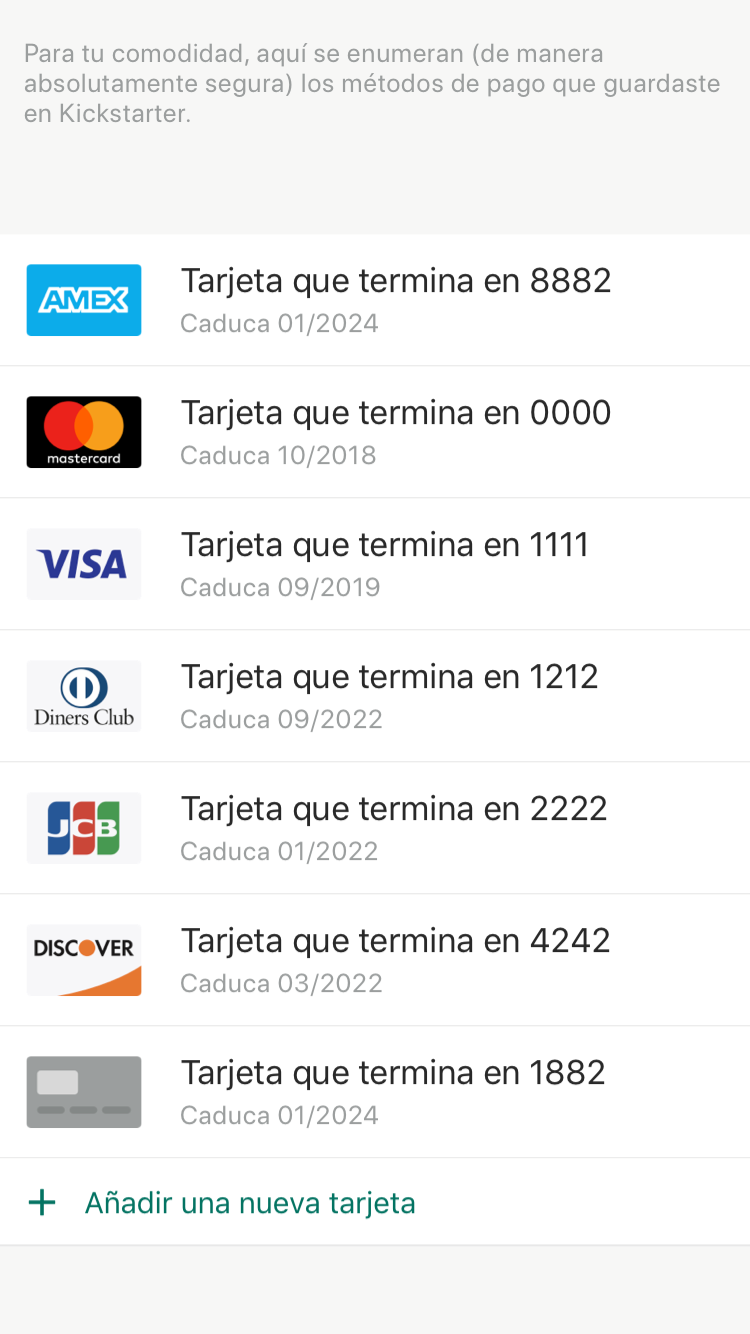 Para tu comodidad, aquí se enumeran (de manera
absolutamente segura) los métodos de pago que guardaste
en Kickstarter.
AMEX
Tarjeta que termina en 8882
Caduca 01/2024
mastercard
Tarjeta que termina en 0000
Caduca 10/2018
VISA
Tarjeta que termina en 1111
Caduca 09/2019
Diners Club
Tarjeta que termina en 1212
Caduca 09/2022
JCB
Tarjeta que termina en 2222
Caduca 01/2022
DISCOVER
Tarjeta que termina en 4242
Caduca 03/2022
Tarjeta que termina en 1882
Caduca 01/2024
+ Añadir una nueva tarjeta